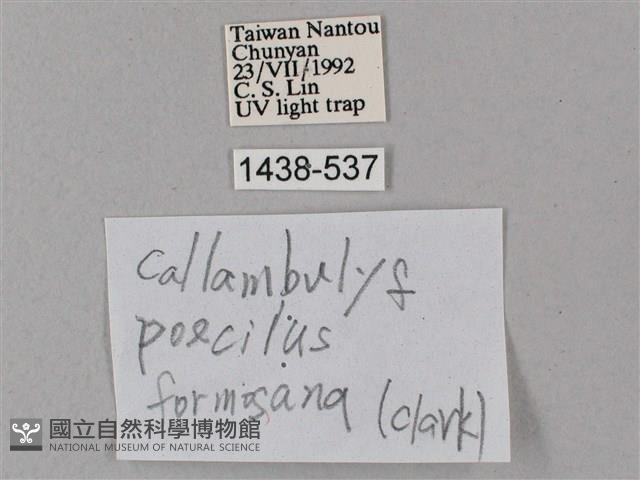 Taiwan Nantou
Chunyan
23/VII/1992
C. S. Lin
UV light trap
1438-537
callambulyx
poecilus
formosana (clark)
國立自然科學博物館
NATIONAL MUSEUM OF NATURAL SCIENCE